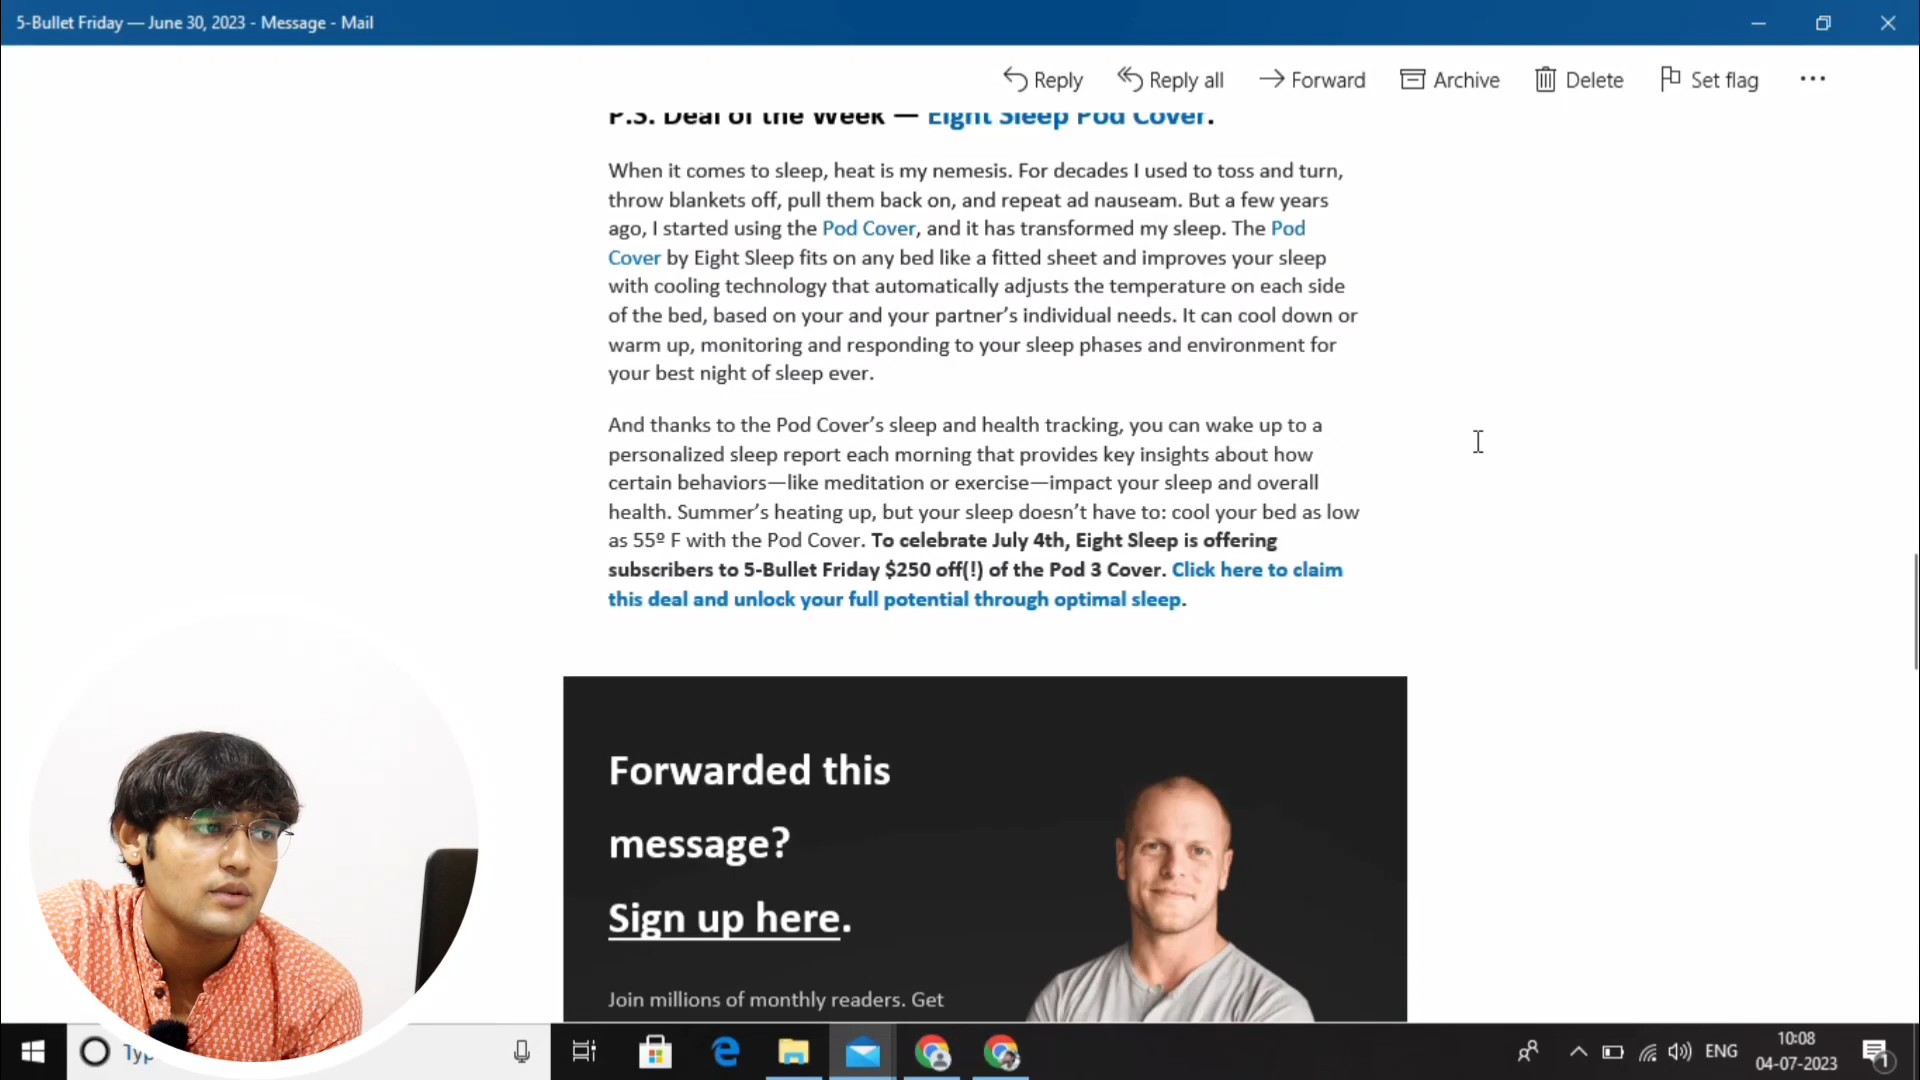 5-Bullet Friday — June 30, 2023 - Message - Mail
Reply
Reply all
Forward
Archive
Delete
Set flag
P.S. Deal of the Week — Eight Sleep Pod Cover.
When it comes to sleep, heat is my nemesis. For decades I used to toss and turn,
throw blankets off, pull them back on, and repeat ad nauseam. But a few years
ago, I started using the Pod Cover, and it has transformed my sleep. The Pod
Cover by Eight Sleep fits on any bed like a fitted sheet and improves your sleep
with cooling technology that automatically adjusts the temperature on each side
of the bed, based on your and your partner’s individual needs. It can cool down or
warm up, monitoring and responding to your sleep phases and environment for
your best night of sleep ever.
And thanks to the Pod Cover’s sleep and health tracking, you can wake up to a
personalized sleep report each morning that provides key insights about how
certain behaviors—like meditation or exercise—impact your sleep and overall
health. Summer’s heating up, but your sleep doesn’t have to: cool your bed as low
as 55º F with the Pod Cover. To celebrate July 4th, Eight Sleep is offering
subscribers to 5-Bullet Friday $250 off(!) of the Pod 3 Cover. Click here to claim
this deal and unlock your full potential through optimal sleep.
Forwarded this
message?
Sign up here.
Join millions of monthly readers. Get
Typ
ENG
10:08
04-07-2023
1